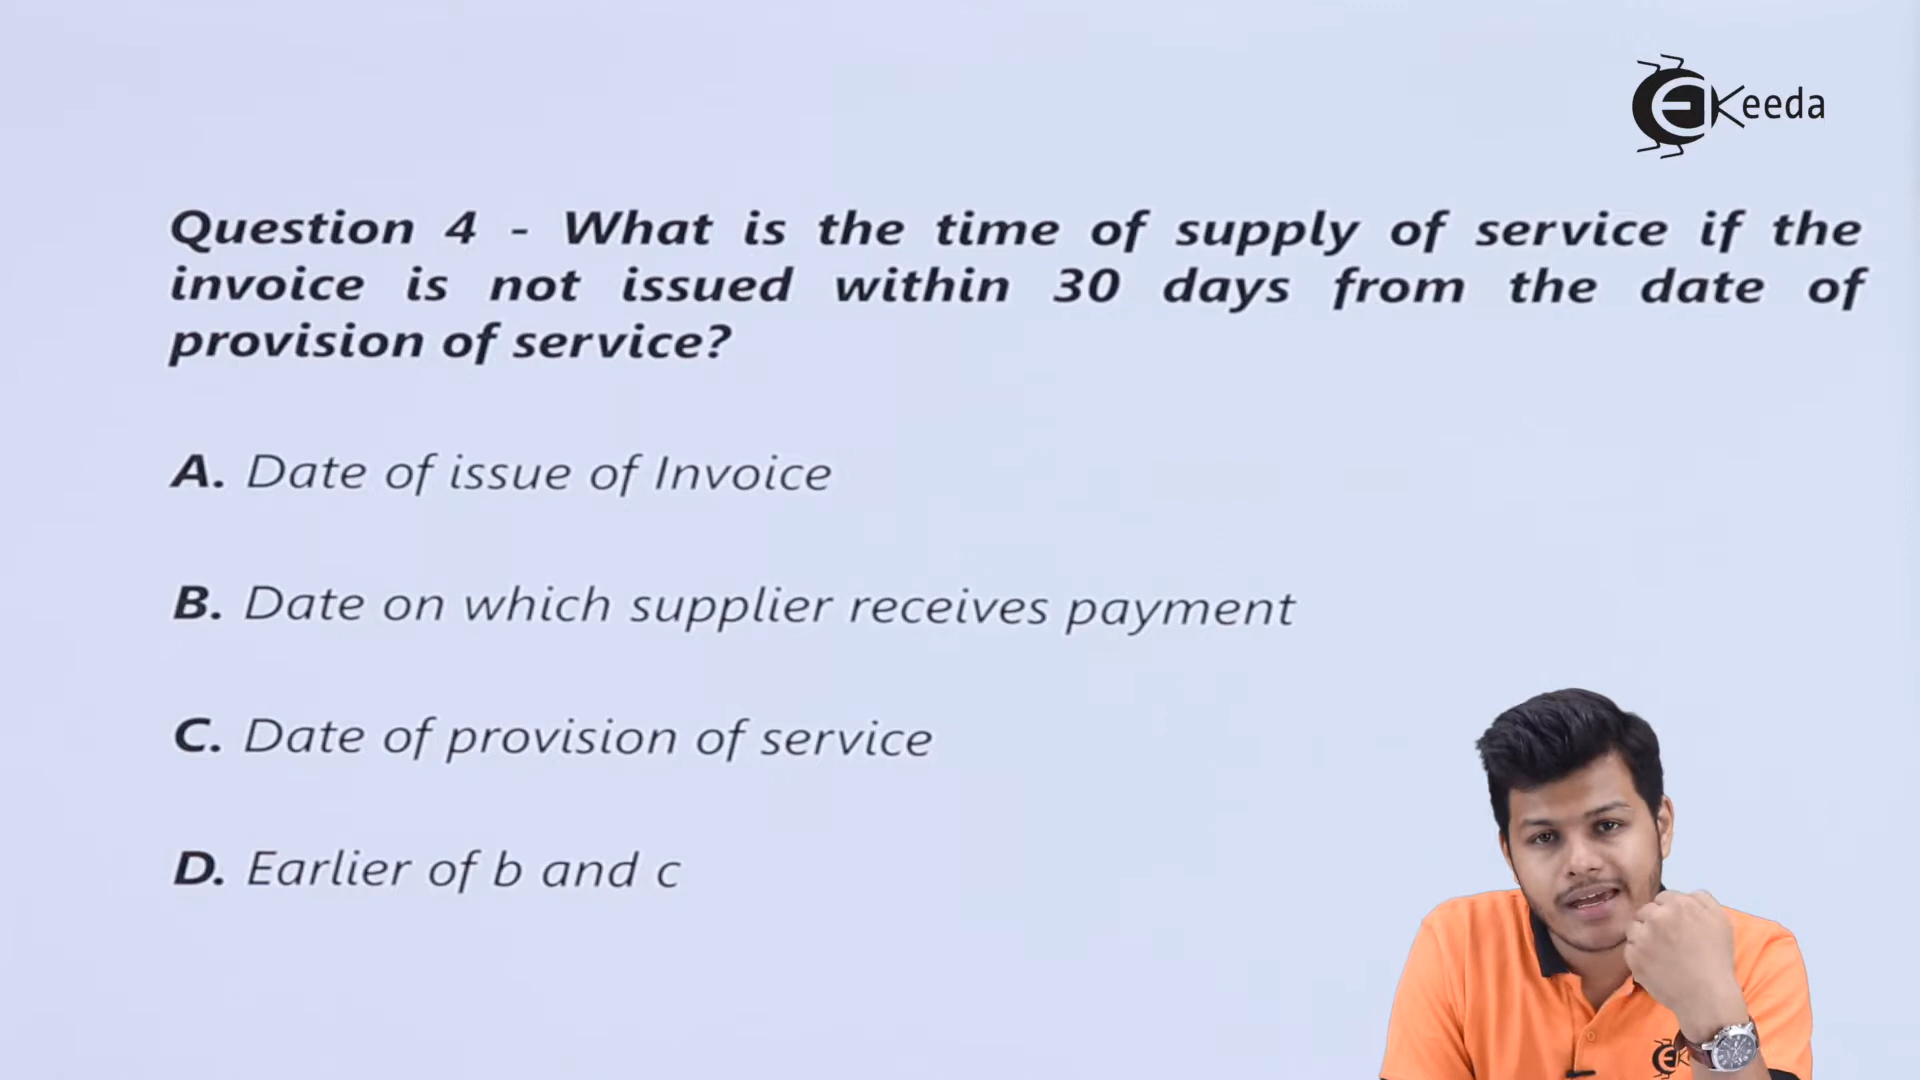 EKeeda
Question 4 - What is the time of supply of service if the
invoice is not issued within 30 days from the date of
provision of service?
A. Date of issue of Invoice
B. Date on which supplier receives payment
C. Date of provision of service
D. Earlier of b and c
EK